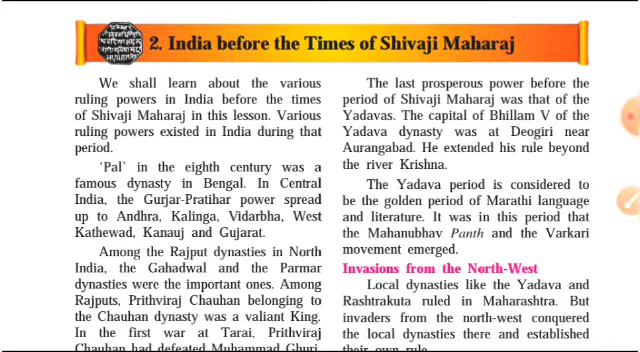 2. India before the Times of Shivaji Maharaj
We shall learn about the various
ruling powers in India before the times
of Shivaji Maharaj in this lesson. Various
ruling powers existed in India during that
period.
'Pal' in the eighth century was a
famous dynasty in Bengal. In Central
India, the Gurjar-Pratihar power spread
up to Andhra, Kalinga, Vidarbha, West
Kathewad, Kanauj and Gujarat.
Among the Rajput dynasties in North
India, the Gahadwal and the Parmar
dynasties were the important ones. Among
Rajputs, Prithviraj Chauhan belonging to
the Chauhan dynasty was a valiant King.
In the first war at Tarai, Prithviraj
Chauhan had defeated Muhammad Ghuri.
The last prosperous power before the
period of Shivaji Maharaj was that of the
Yadavas. The capital of Bhillam V of the
Yadava dynasty was at Deogiri near
Aurangabad. He extended his rule beyond
the river Krishna.
The Yadava period is considered to
be the golden period of Marathi language
and literature. It was in this period that
the Mahanubhav Panth and the Varkari
movement emerged.
Invasions from the North-West
Local dynasties like the Yadava and
Rashtrakuta ruled in Maharashtra. But
invaders from the north-west conquered
the local dynasties there and established
their own rule.